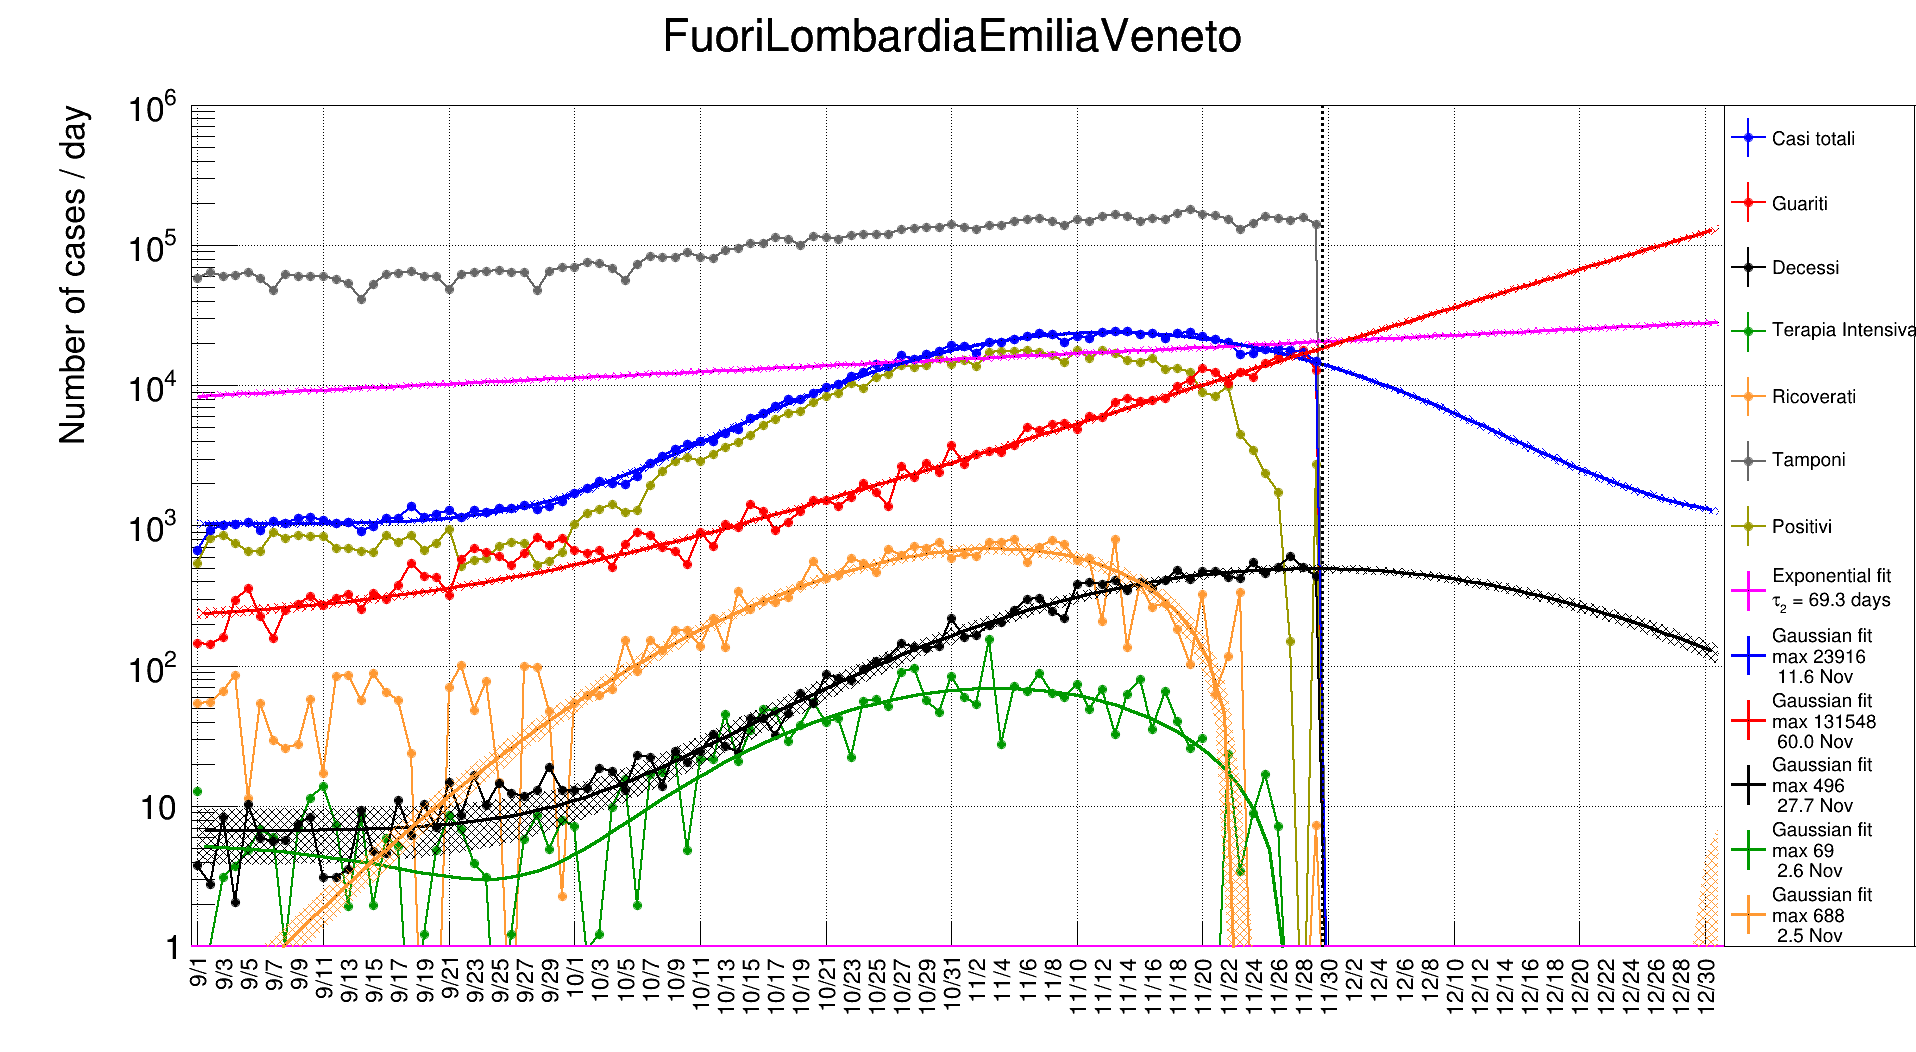 FuoriLombardiaEmiliaVeneto
Number of cases / day
10^6
10^5
10^4
10^3
10^2
10
1
9/1
9/3
9/5
9/7
9/9
9/11
9/13
9/15
9/17
9/19
9/21
9/23
9/25
9/27
9/29
10/1
10/3
10/5
10/7
10/9
10/11
10/13
10/15
10/17
10/19
10/21
10/23
10/25
10/27
10/29
10/31
11/2
11/4
11/6
11/8
11/10
11/12
11/14
11/16
11/18
11/20
11/22
11/24
11/26
11/28
11/30
12/2
12/4
12/6
12/8
12/10
12/12
12/14
12/16
12/18
12/20
12/22
12/24
12/26
12/28
12/30
Casi totali
Guariti
Decessi
Terapia Intensiva
Ricoverati
Tamponi
Positivi
Exponential fit
τ2 = 69.3 days
Gaussian fit
max 23916
11.6 Nov
Gaussian fit
max 131548
60.0 Nov
Gaussian fit
max 496
27.7 Nov
Gaussian fit
max 69
2.6 Nov
Gaussian fit
max 688
2.5 Nov